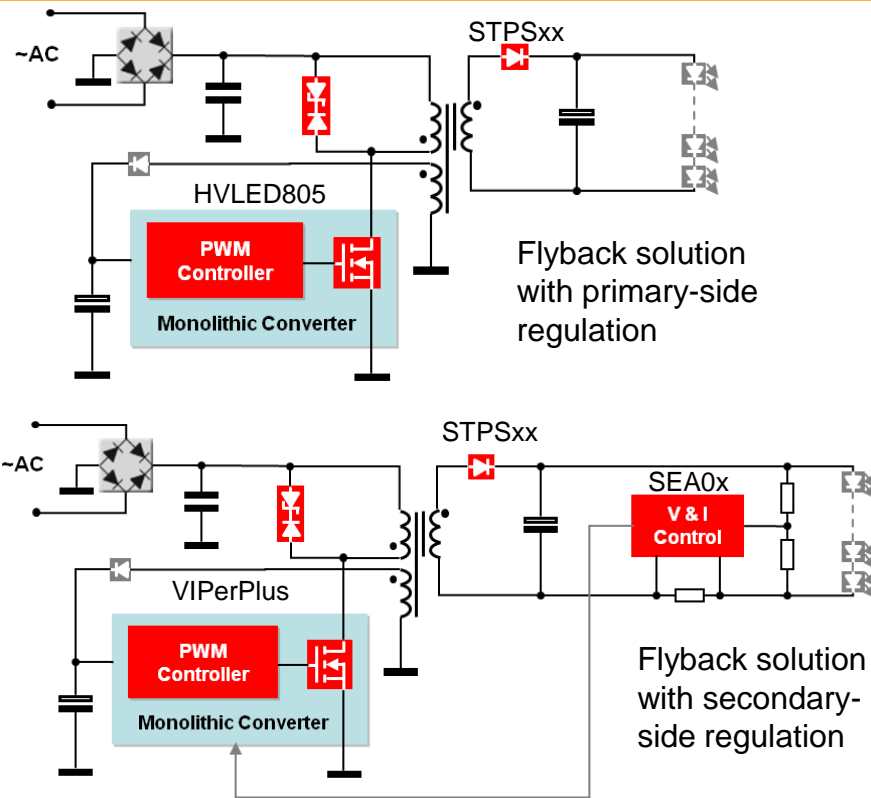 STPSxx
~AC
HVLED805
PWM
Controller
Monolithic Converter
Flyback solution
with primary-side
regulation
STPSxx
~AC
SEA0x
V & I
Control
VIPerPlus
PWM
Controller
Monolithic Converter
Flyback solution
with secondary-
side regulation